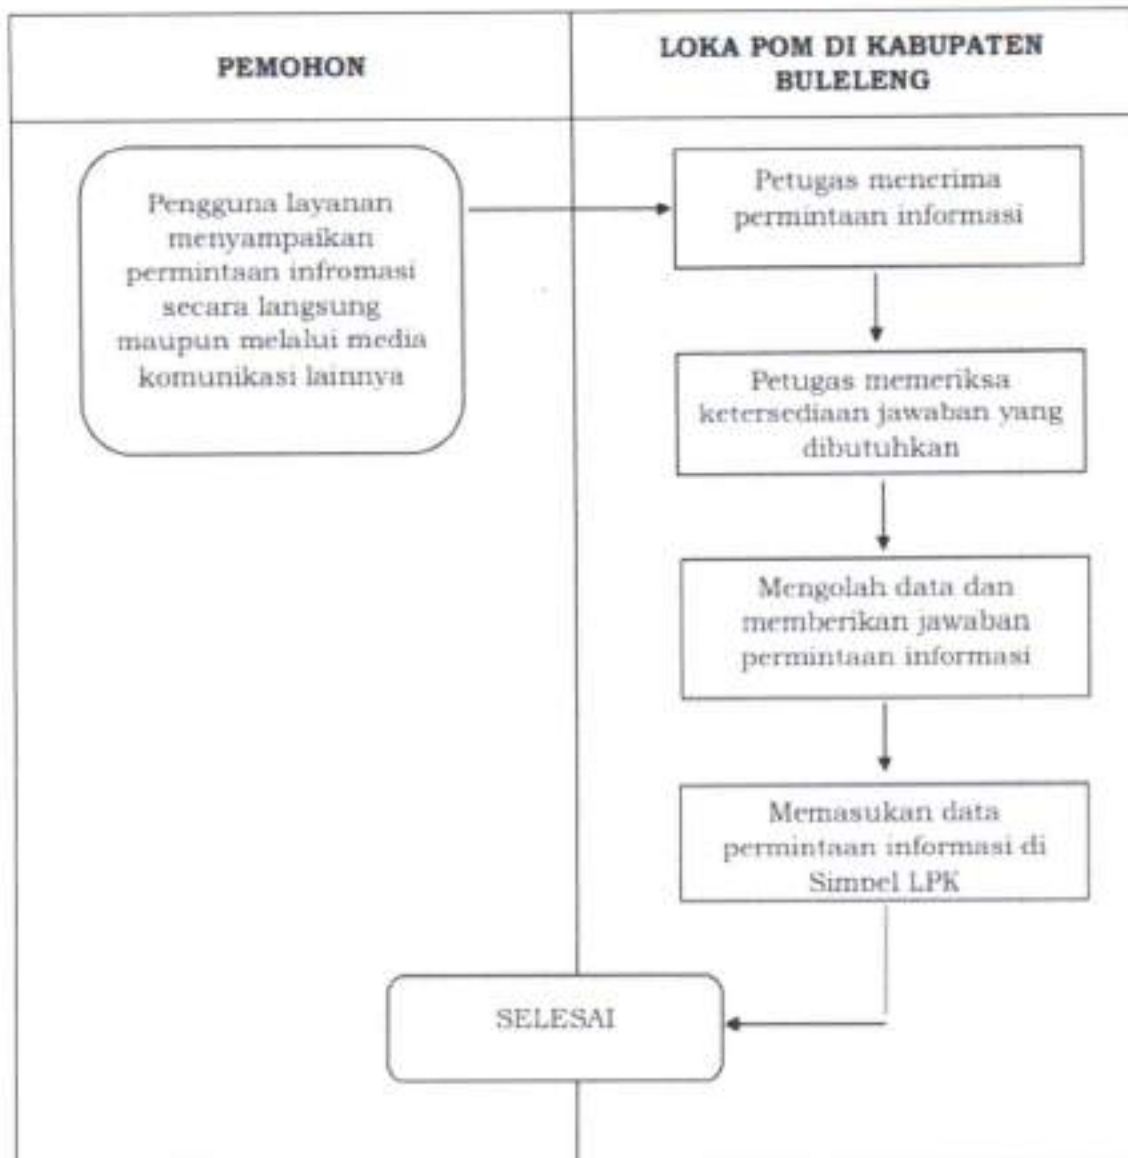 PEMOHON
LOKA POM DI KABUPATEN
BULELENG
Pengguna layanan
menyampaikan
permintaan infromasi
secara langsung
maupun melalui media
komunikasi lainnya
Petugas menerima
permintaan informasi
Petugas memeriksa
ketersediaan jawaban yang
dibutuhkan
Mengolah data dan
memberikan jawaban
permintaan informasi
Memasukan data
permintaan informasi di
Simpel LPK
SELESAI